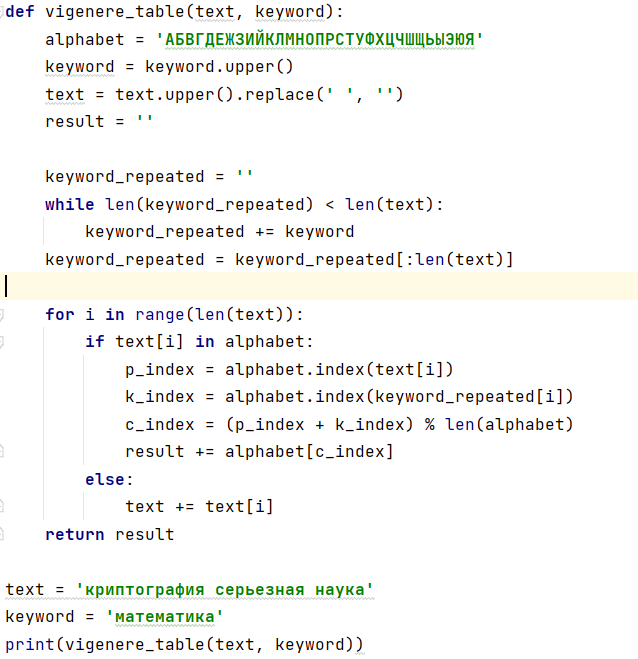 def vigenere_table(text, keyword):
    alphabet = 'АБВГДЕЖЗИЙКЛМНОПРСТУФХЦЧШЩЬЫЭЮЯ'
    keyword = keyword.upper()
    text = text.upper().replace(' ', '')
    result = ''

    keyword_repeated = ''
    while len(keyword_repeated) < len(text):
        keyword_repeated += keyword
    keyword_repeated = keyword_repeated[:len(text)]

    for i in range(len(text)):
        if text[i] in alphabet:
            p_index = alphabet.index(text[i])
            k_index = alphabet.index(keyword_repeated[i])
            c_index = (p_index + k_index) % len(alphabet)
            result += alphabet[c_index]
        else:
            text += text[i]
    return result

text = 'криптография серьезная наука'
keyword = 'математика'
print(vigenere_table(text, keyword))